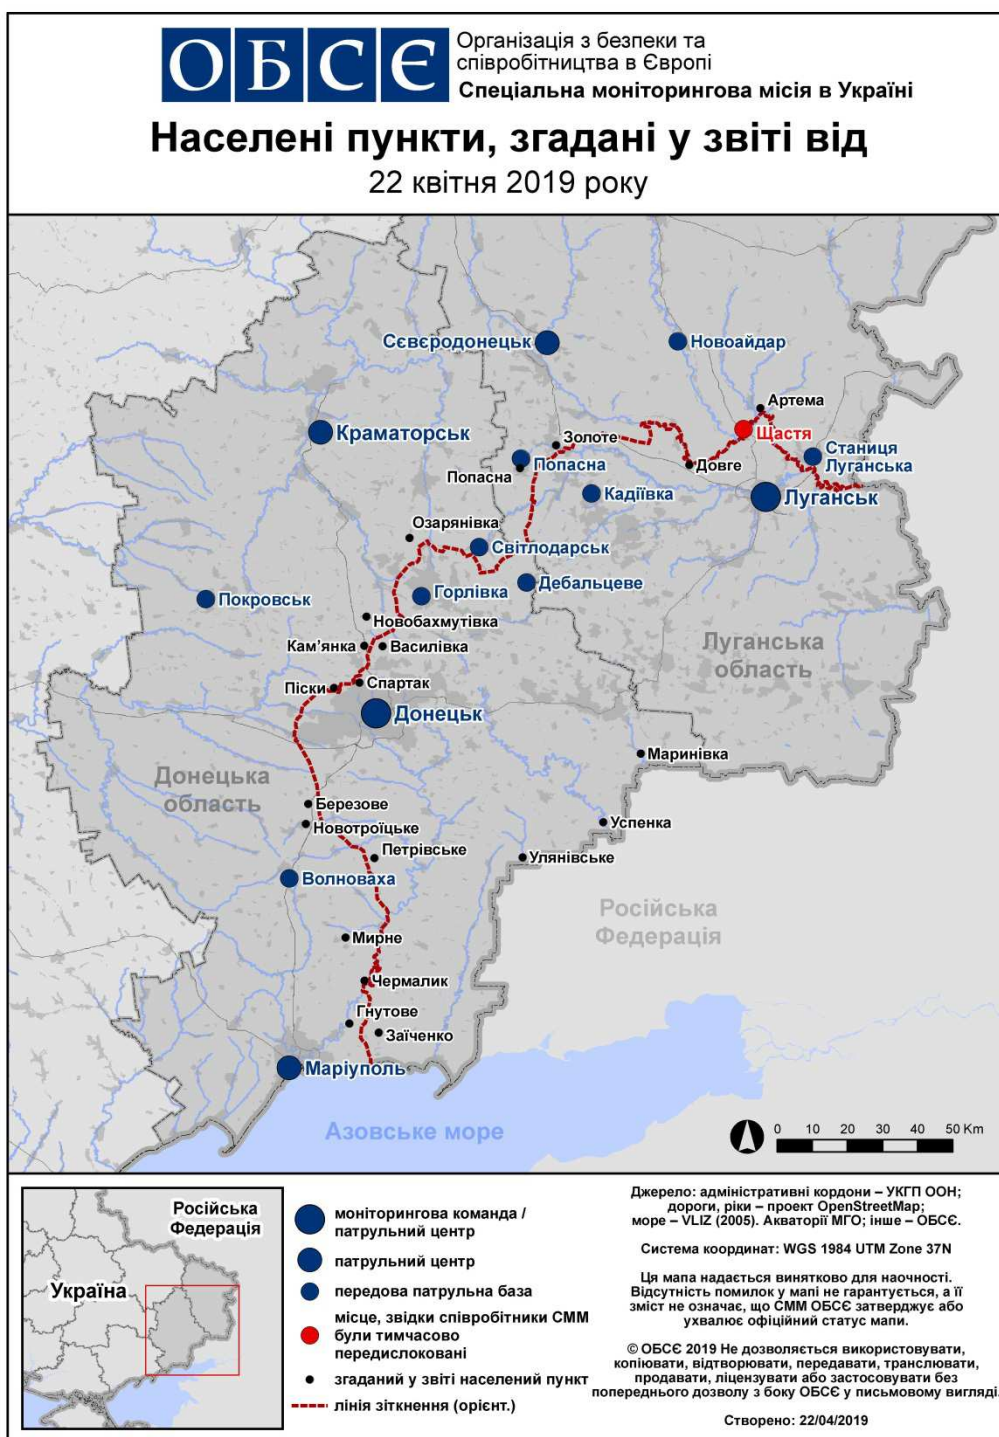 ОБСЄ
Організація з безпеки та
співробітництва в Європі
Спеціальна моніторингова місія в Україні
Населені пункти, згадані у звіті від
22 квітня 2019 року
Сєвєродонецьк
Новоайдар
Артема
Краматорськ
Щастя
Золоте
Станиця
Луганська
Попасна
Довге
Попасна
Кадіївка
Луганськ
Озарянівка
Світлодарськ
Дебальцеве
Горлівка
Покровськ
Новобахмутівка
Кам'янка
Василівка
Луганська
область
Спартак
Піски
Донецьк
Маринівка
Донецька
область
Березове
Успенка
Новотроїцьке
Петрівське
Улянівське
Волноваха
Російська
Федерація
Мирне
Чермалик
Гнутове
Заїченко
Маріуполь
Азовське море
0 10 20 30 40 50 Km
Російська
Федерація
Україна
моніторингова команда /
патрульний центр
патрульний центр
передова патрульна база
місце, звідки співробітники СММ
були тимчасово
передислоковані
згаданий у звіті населений пункт
лінія зіткнення (орієнт.)
Джерело: адміністративні кордони – УКГП ООН;
дороги, ріки – проект OpenStreetMap;
море – VLIZ (2005). Акваторії МГО; інше – ОБСЄ.
Система координат: WGS 1984 UTM Zone 37N
Ця мапа надається винятково для наочності.
Відсутність помилок у мапі не гарантується, а її
зміст не означає, що СММ ОБСЄ затверджує або
ухвалює офіційний статус мапи.
© ОБСЄ 2019 Не дозволяється використовувати,
копіювати, відтворювати, передавати, транслювати,
продавати, ліцензувати або застосовувати без
попереднього дозволу з боку ОБСЄ у письмовому вигляді.
Створено: 22/04/2019